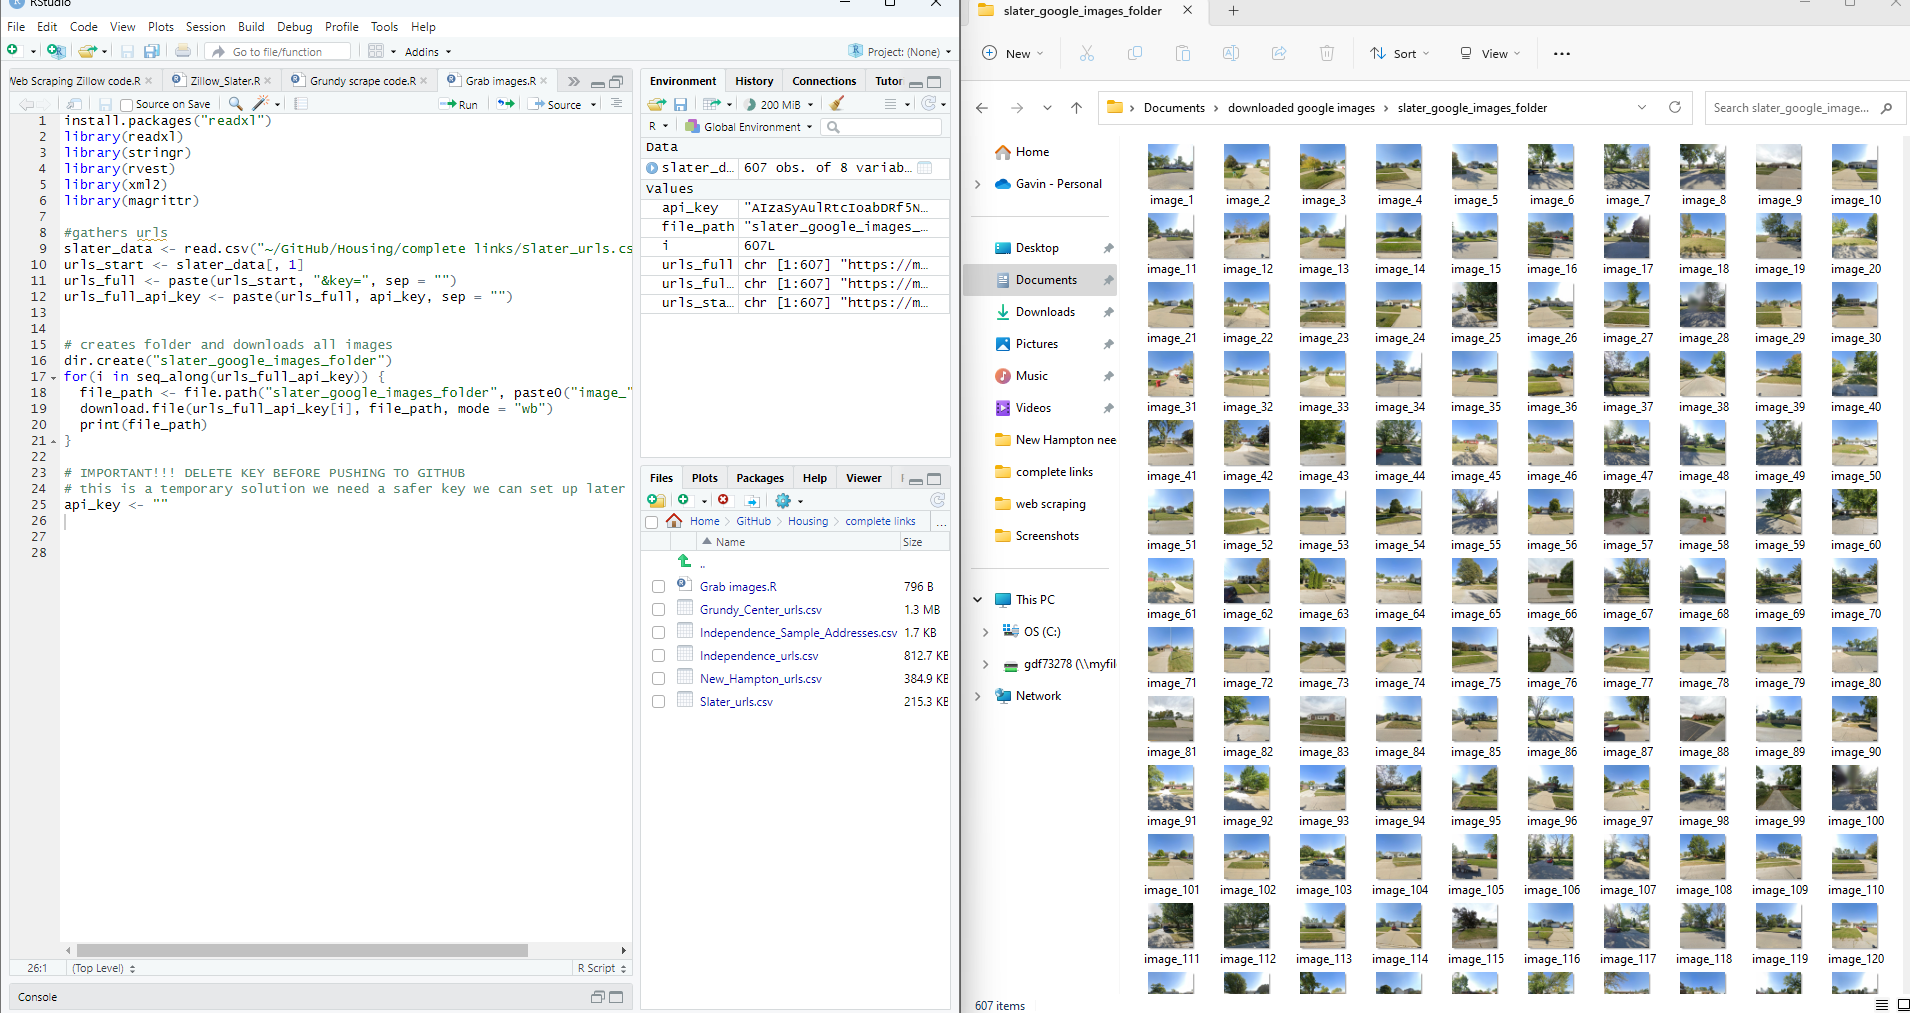 RStudio
File Edit Code View Plots Session Build Debug Profile Tools Help
Go to file/function
Addins
Project: (None)
Web Scraping Zillow code.R
Zillow_Slater.R
Grundy scrape code.R
Grab images.R
Source on Save
Run
Source
1 install.packages("readxl")
2 library(readxl)
3 library(stringr)
4 library(rvest)
5 library(xml2)
6 library(magrittr)
7
8 #gathers urls
9 slater_data <- read.csv("~/GitHub/Housing/complete links/Slater_urls.cs
10 urls_start <- slater_data[, 1]
11 urls_full <- paste(urls_start, "&key=", sep = "")
12 urls_full_api_key <- paste(urls_full, api_key, sep = "")
13
14
15 # creates folder and downloads all images
16 dir.create("slater_google_images_folder")
17 for(i in seq_along(urls_full_api_key)) {
18 file_path <- file.path("slater_google_images_folder", paste0("image_"
19 download.file(urls_full_api_key[i], file_path, mode = "wb")
20 print(file_path)
21 }
22
23 # IMPORTANT!!! DELETE KEY BEFORE PUSHING TO GITHUB
24 # this is a temporary solution we need a safer key we can set up later
25 api_key <- ""
26
27
28
26:1 (Top Level) R Script
Console
Environment History Connections Tutor
200 MiB
R Global Environment
Data
slater_d… 607 obs. of 8 variab…
Values
api_key "AIzaSyAulRtcIoabDRf5N…
file_path "slater_google_images_…
i 607L
urls_full chr [1:607] "https://m…
urls_ful… chr [1:607] "https://m…
urls_sta… chr [1:607] "https://m…
Files Plots Packages Help Viewer
Home GitHub Housing complete links ...
Name Size
..
Grab images.R 796 B
Grundy_Center_urls.csv 1.3 MB
Independence_Sample_Addresses.csv 1.7 KB
Independence_urls.csv 812.7 KB
New_Hampton_urls.csv 384.9 KB
Slater_urls.csv 215.3 KB
slater_google_images_folder
New Sort View
Documents downloaded google images slater_google_images_folder
Search slater_google_image...
Home
Gavin - Personal
Desktop
Documents
Downloads
Pictures
Music
Videos
New Hampton nee
complete links
web scraping
Screenshots
This PC
OS (C:)
gdf73278 (\\myfil
Network
image_1 image_2 image_3 image_4 image_5 image_6 image_7 image_8 image_9 image_10
image_11 image_12 image_13 image_14 image_15 image_16 image_17 image_18 image_19 image_20
image_21 image_22 image_23 image_24 image_25 image_26 image_27 image_28 image_29 image_30
image_31 image_32 image_33 image_34 image_35 image_36 image_37 image_38 image_39 image_40
image_41 image_42 image_43 image_44 image_45 image_46 image_47 image_48 image_49 image_50
image_51 image_52 image_53 image_54 image_55 image_56 image_57 image_58 image_59 image_60
image_61 image_62 image_63 image_64 image_65 image_66 image_67 image_68 image_69 image_70
image_71 image_72 image_73 image_74 image_75 image_76 image_77 image_78 image_79 image_80
image_81 image_82 image_83 image_84 image_85 image_86 image_87 image_88 image_89 image_90
image_91 image_92 image_93 image_94 image_95 image_96 image_97 image_98 image_99 image_100
image_101 image_102 image_103 image_104 image_105 image_106 image_107 image_108 image_109 image_110
image_111 image_112 image_113 image_114 image_115 image_116 image_117 image_118 image_119 image_120
607 items